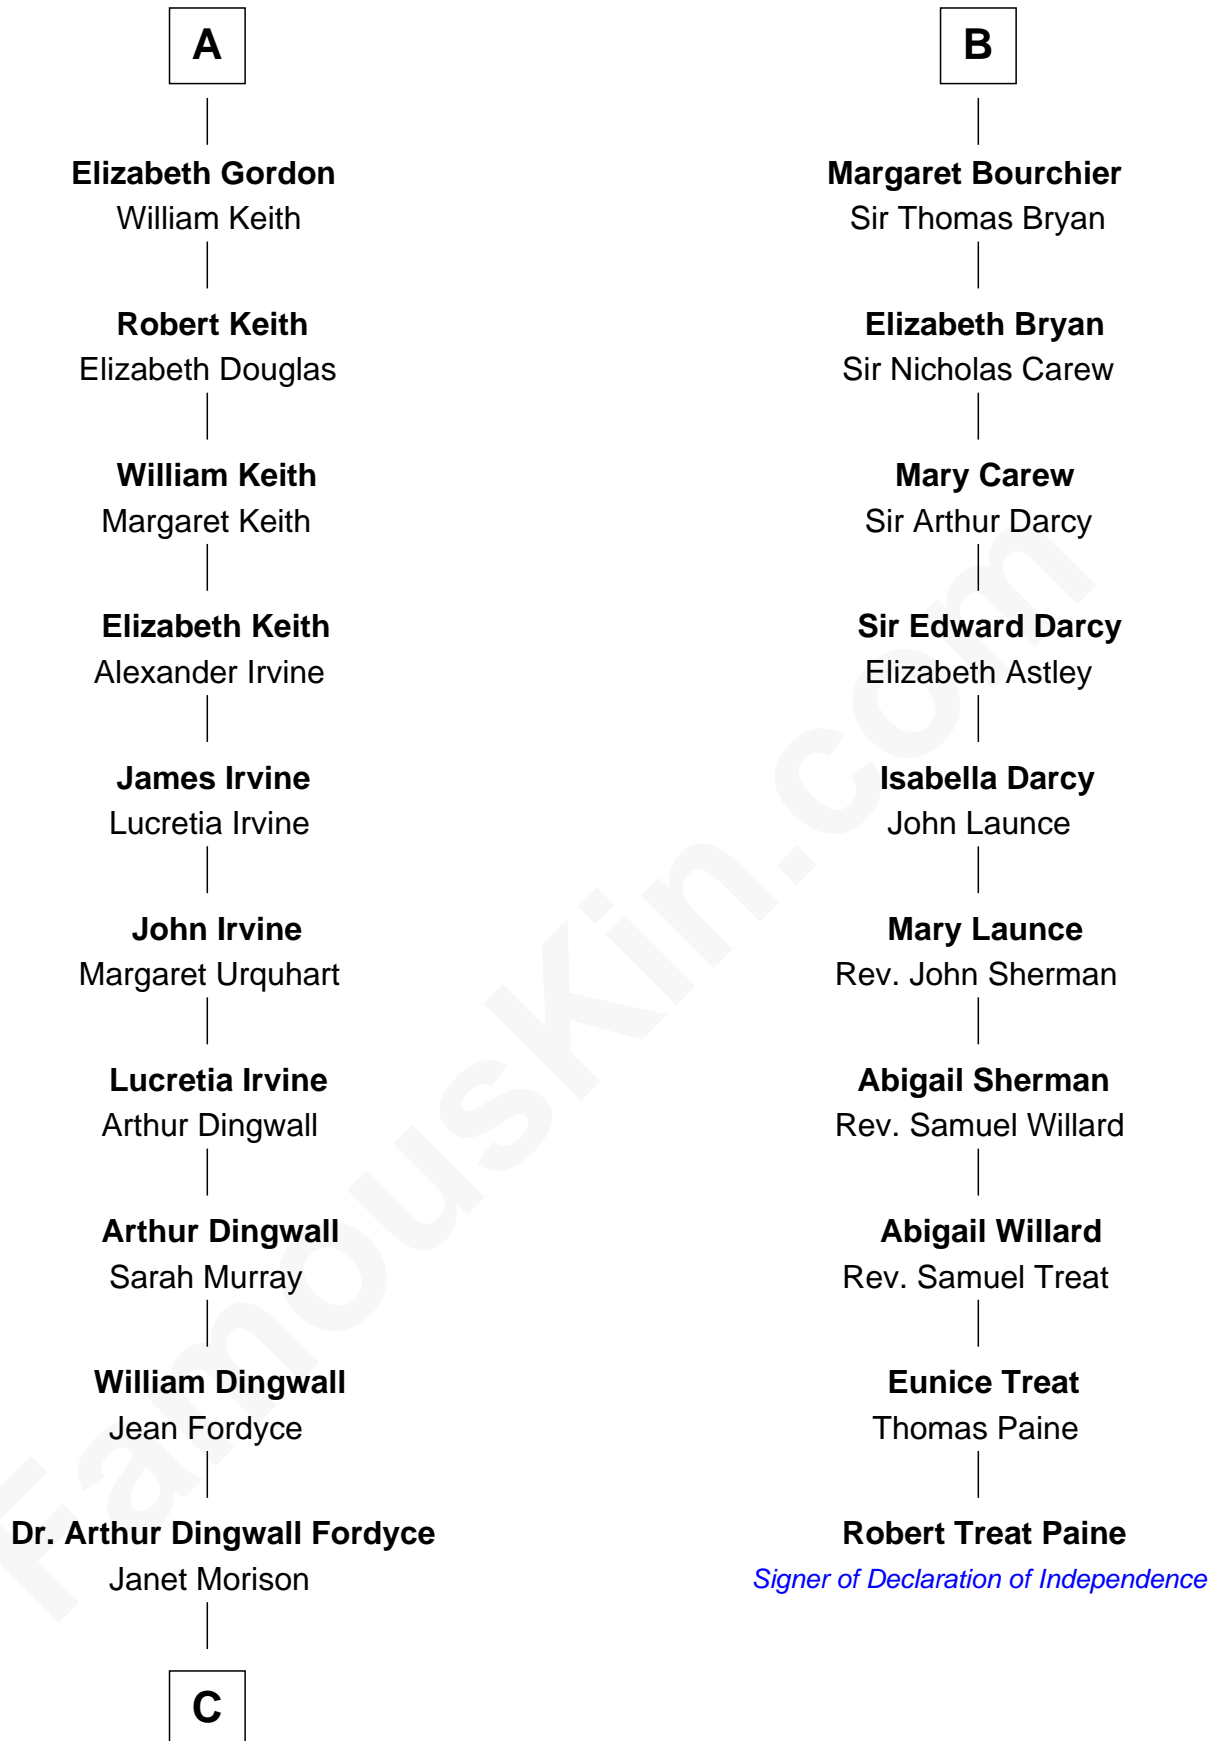 A
Elizabeth Gordon
William Keith
Robert Keith
Elizabeth Douglas
William Keith
Margaret Keith
Elizabeth Keith
Alexander Irvine
James Irvine
Lucretia Irvine
John Irvine
Margaret Urquhart
Lucretia Irvine
Arthur Dingwall
Arthur Dingwall
Sarah Murray
William Dingwall
Jean Fordyce
Dr. Arthur Dingwall Fordyce
Janet Morison
C
B
Margaret Bourchier
Sir Thomas Bryan
Elizabeth Bryan
Sir Nicholas Carew
Mary Carew
Sir Arthur Darcy
Sir Edward Darcy
Elizabeth Astley
Isabella Darcy
John Launce
Mary Launce
Rev. John Sherman
Abigail Sherman
Rev. Samuel Willard
Abigail Willard
Rev. Samuel Treat
Eunice Treat
Thomas Paine
Robert Treat Paine
Signer of Declaration of Independence
FamousKin.com